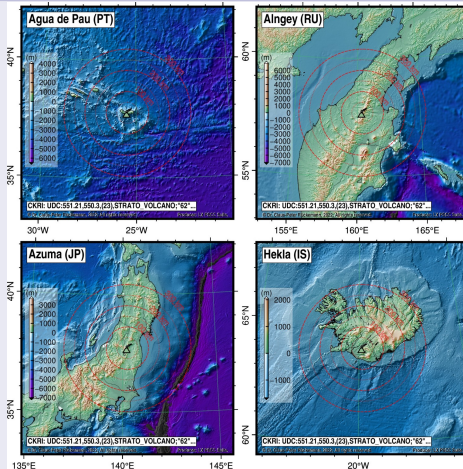 Agua de Pau (PT)
Alngey (RU)
40°N
60°N
(m)
4000
3000
2000
1000
0
-1000
-2000
-3000
-4000
-5000
-6000
-7000
(m)
6000
5000
4000
3000
2000
1000
0
-1000
-2000
-3000
-4000
-5000
-6000
-7000
35°N
55°N
CKRI: UDC:551.21,550.3,(23),STRATO_VOLCANO;"62"...
CKRI: UDC:551.21,550.3,(23),STRATO_VOLCANO;"62"...
30°W
25°W
155°E
160°E
165°E
Azuma (JP)
Hekla (IS)
40°N
65°N
(m)
3000
2000
1000
0
-1000
-2000
-3000
-4000
-5000
-6000
-7000
(m)
2000
1000
0
-1000
35°N
60°N
CKRI: UDC:551.21,550.3,(23),STRATO_VOLCANO;"62"...
CKRI: UDC:551.21,550.3,(23),STRATO_VOLCANO;"62"...
135°E
140°E
145°E
20°W